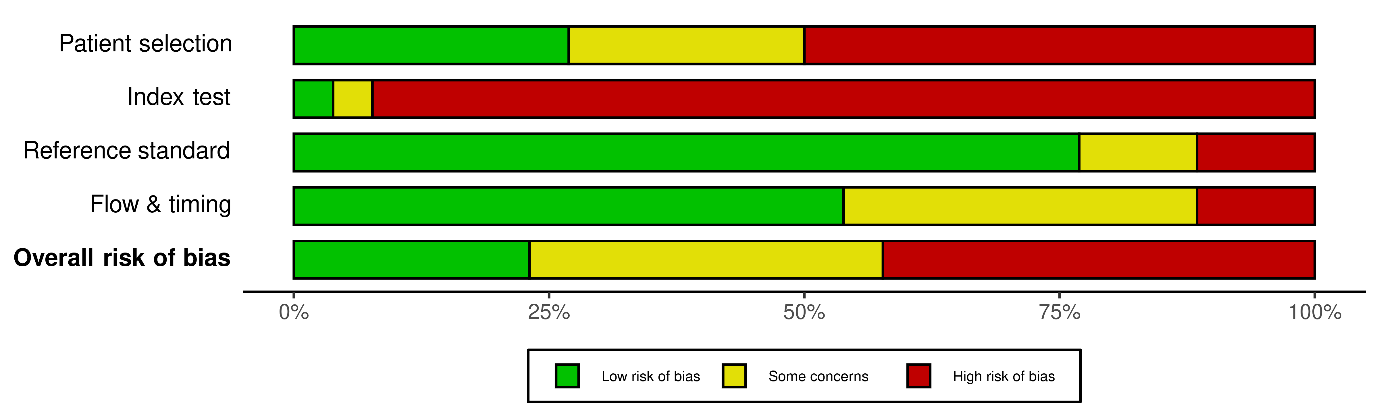 Patient selection
Index test
Reference standard
Flow & timing
Overall risk of bias
0% 25% 50% 75% 100%
Low risk of bias Some concerns High risk of bias